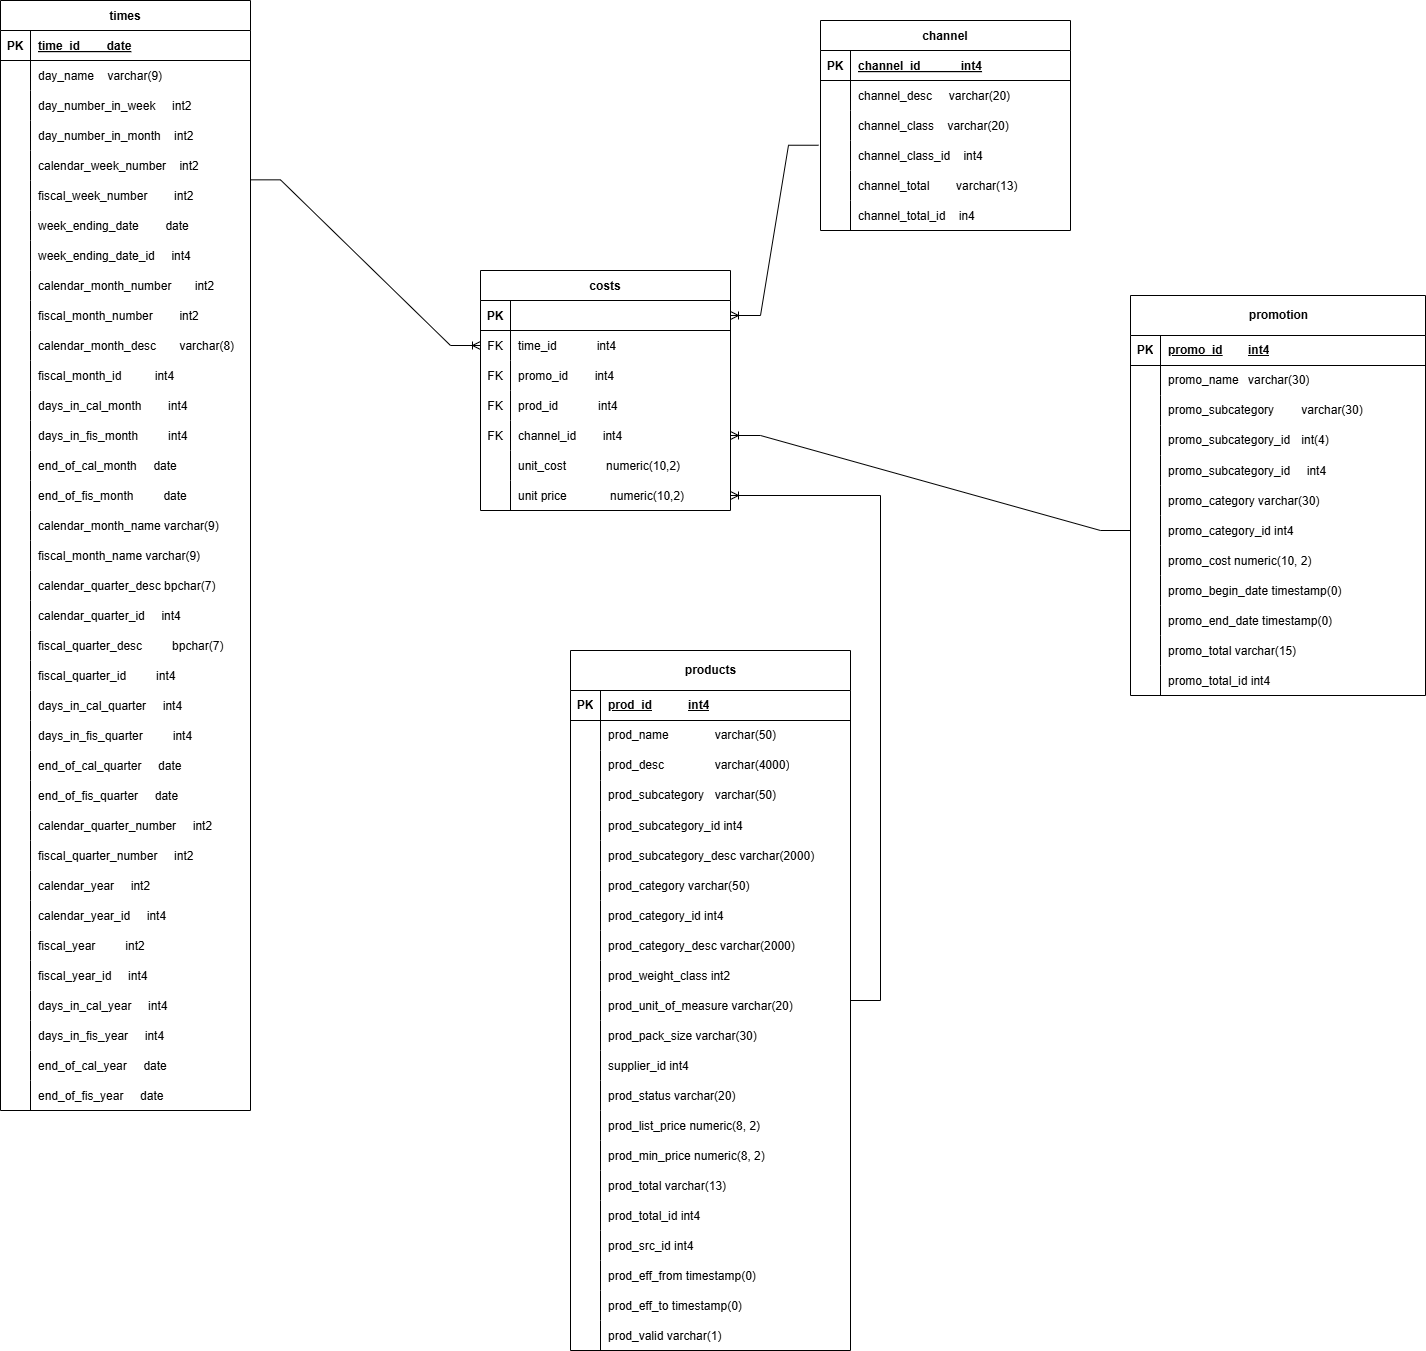 times
PK time_id date
day_name varchar(9)
day_number_in_week int2
day_number_in_month int2
calendar_week_number int2
fiscal_week_number int2
week_ending_date date
week_ending_date_id int4
calendar_month_number int2
fiscal_month_number int2
calendar_month_desc varchar(8)
fiscal_month_id int4
days_in_cal_month int4
days_in_fis_month int4
end_of_cal_month date
end_of_fis_month date
calendar_month_name varchar(9)
fiscal_month_name varchar(9)
calendar_quarter_desc bpchar(7)
calendar_quarter_id int4
fiscal_quarter_desc bpchar(7)
fiscal_quarter_id int4
days_in_cal_quarter int4
days_in_fis_quarter int4
end_of_cal_quarter date
end_of_fis_quarter date
calendar_quarter_number int2
fiscal_quarter_number int2
calendar_year int2
calendar_year_id int4
fiscal_year int2
fiscal_year_id int4
days_in_cal_year int4
days_in_fis_year int4
end_of_cal_year date
end_of_fis_year date
channel
PK channel_id int4
channel_desc varchar(20)
channel_class varchar(20)
channel_class_id int4
channel_total varchar(13)
channel_total_id in4
costs
PK
FK time_id int4
FK promo_id int4
FK prod_id int4
FK channel_id int4
unit_cost numeric(10,2)
unit price numeric(10,2)
promotion
PK promo_id int4
promo_name varchar(30)
promo_subcategory varchar(30)
promo_subcategory_id int(4)
promo_subcategory_id int4
promo_category varchar(30)
promo_category_id int4
promo_cost numeric(10, 2)
promo_begin_date timestamp(0)
promo_end_date timestamp(0)
promo_total varchar(15)
promo_total_id int4
products
PK prod_id int4
prod_name varchar(50)
prod_desc varchar(4000)
prod_subcategory varchar(50)
prod_subcategory_id int4
prod_subcategory_desc varchar(2000)
prod_category varchar(50)
prod_category_id int4
prod_category_desc varchar(2000)
prod_weight_class int2
prod_unit_of_measure varchar(20)
prod_pack_size varchar(30)
supplier_id int4
prod_status varchar(20)
prod_list_price numeric(8, 2)
prod_min_price numeric(8, 2)
prod_total varchar(13)
prod_total_id int4
prod_src_id int4
prod_eff_from timestamp(0)
prod_eff_to timestamp(0)
prod_valid varchar(1)